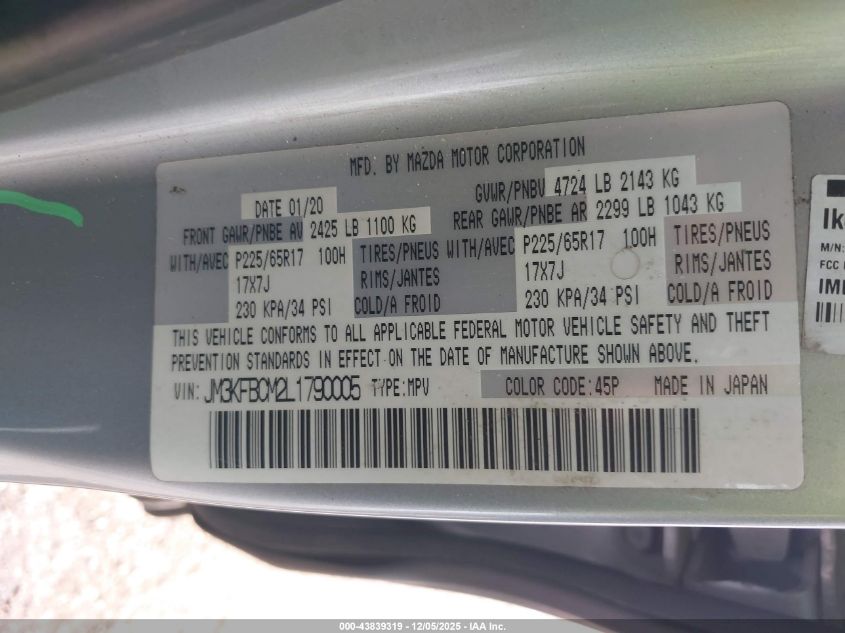 MFD. BY MAZDA MOTOR CORPORATION
DATE 01/20 GVWR/PNBV 4724 LB 2143 KG
FRONT GAWR/PNBE AV 2425 LB 1100 KG REAR GAWR/PNBE AR 2299 LB 1043 KG
WITH/AVEC P225/65R17 100H TIRES/PNEUS WITH/AVEC P225/65R17 100H TIRES/PNEUS
17X7J RIMS/JANTES 17X7J RIMS/JANTES
230 KPA/34 PSI COLD/A FROID 230 KPA/34 PSI COLD/A FROID
THIS VEHICLE CONFORMS TO ALL APPLICABLE FEDERAL MOTOR VEHICLE SAFETY AND THEFT
PREVENTION STANDARDS IN EFFECT ON THE DATE OF MANUFACTURE SHOWN ABOVE.
VIN: JM3KFBCM2L1790005 TYPE:MPV COLOR CODE:45P MADE IN JAPAN
M/N:
FCC
000-43839319 - 12/05/2025 - IAA Inc.